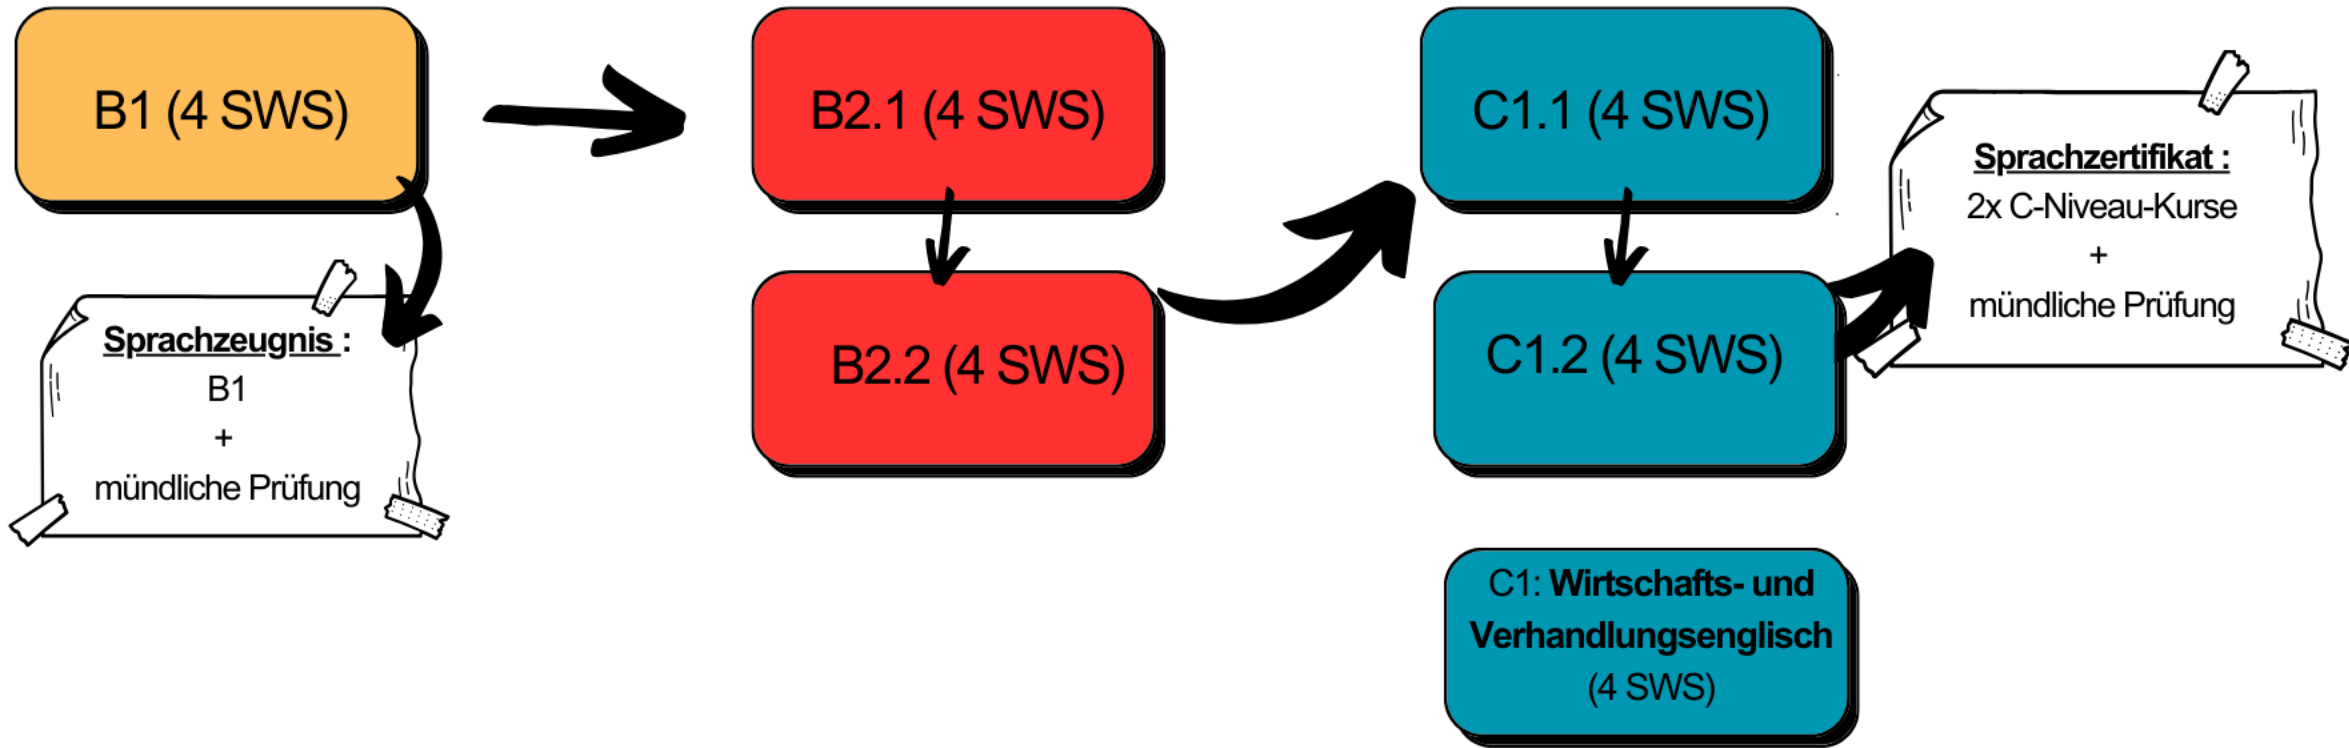 B1 (4 SWS)
Sprachzeugnis :
B1
+
mündliche Prüfung
B2.1 (4 SWS)
B2.2 (4 SWS)
C1.1 (4 SWS)
C1.2 (4 SWS)
C1: Wirtschafts- und
Verhandlungsenglisch
(4 SWS)
Sprachzertifikat :
2x C-Niveau-Kurse
+
mündliche Prüfung